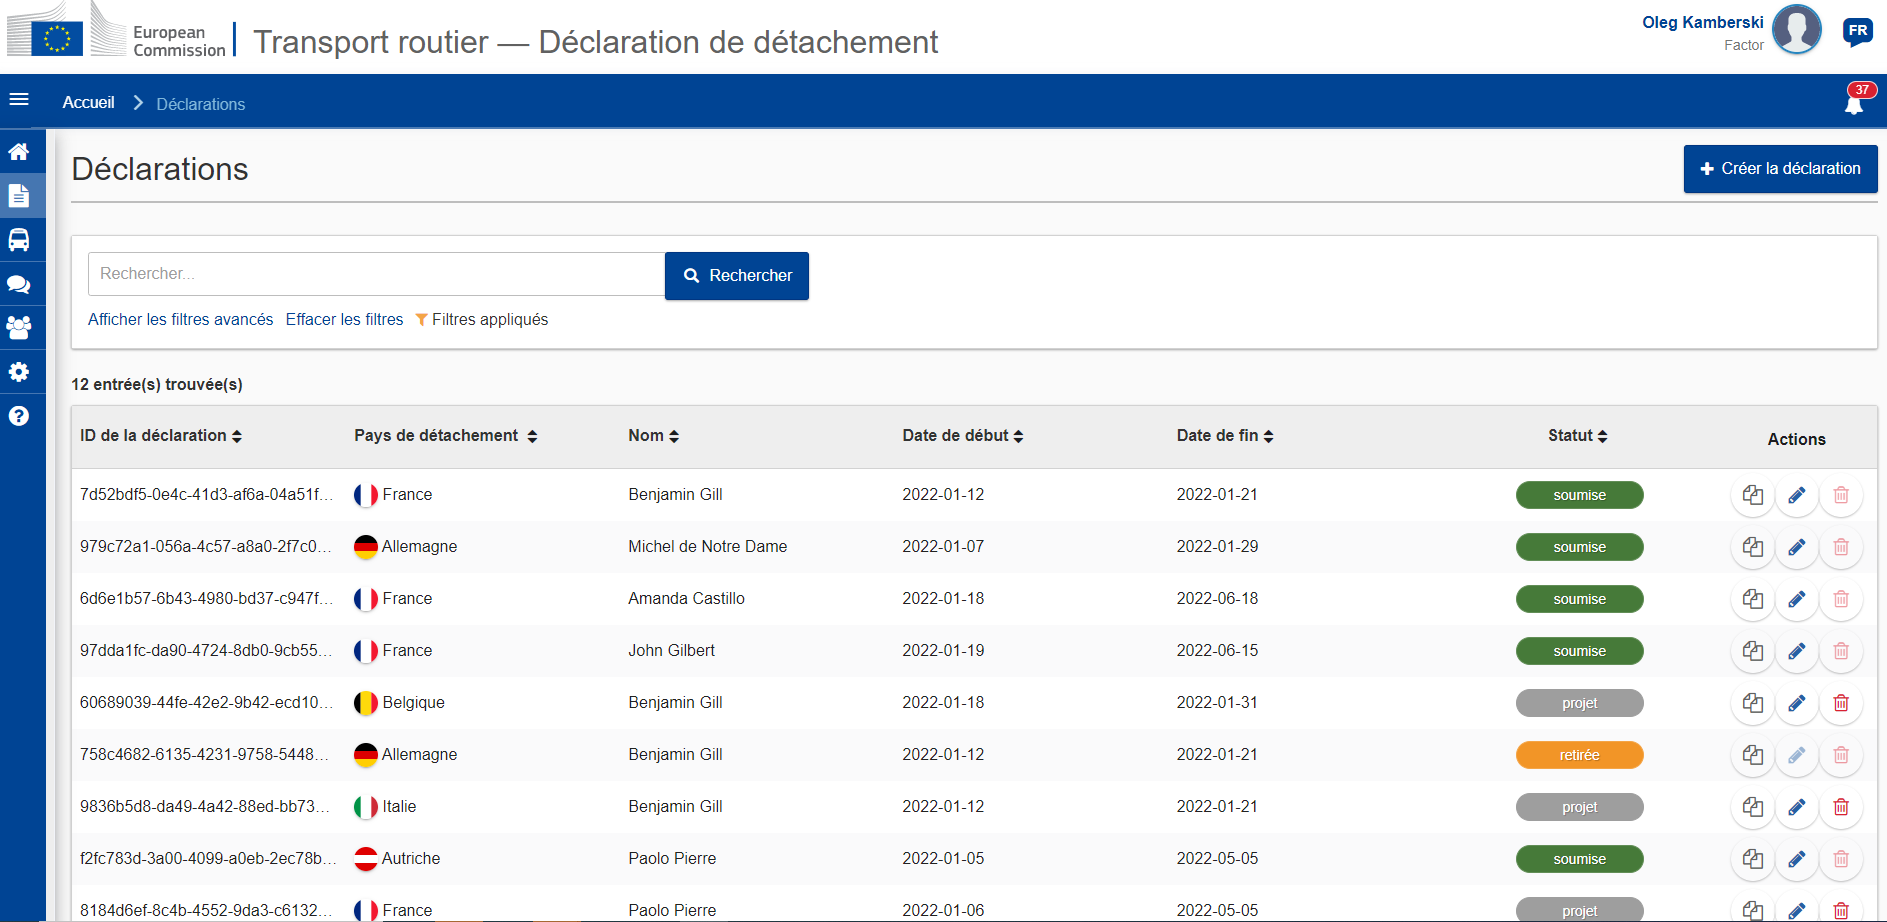 European
Commission
Transport routier — Déclaration de détachement
Oleg Kamberski
Factor
FR
Accueil
Déclarations
37
Déclarations
Créer la déclaration
Rechercher...
Rechercher
Afficher les filtres avancés Effacer les filtres Filtres appliqués
12 entrée(s) trouvée(s)
ID de la déclaration Pays de détachement Nom Date de début Date de fin Statut Actions
7d52bdf5-0e4c-41d3-af6a-04a51f... France Benjamin Gill 2022-01-12 2022-01-21 soumise
979c72a1-056a-4c57-a8a0-2f7c0... Allemagne Michel de Notre Dame 2022-01-07 2022-01-29 soumise
6d6e1b57-6b43-4980-bd37-c947f... France Amanda Castillo 2022-01-18 2022-06-18 soumise
97dda1fc-da90-4724-8db0-9cb55... France John Gilbert 2022-01-19 2022-06-15 soumise
60689039-44fe-42e2-9b42-ecd10... Belgique Benjamin Gill 2022-01-18 2022-01-31 projet
758c4682-6135-4231-9758-5448... Allemagne Benjamin Gill 2022-01-12 2022-01-21 retirée
9836b5d8-da49-4a42-88ed-bb73... Italie Benjamin Gill 2022-01-12 2022-01-21 projet
f2fc783d-3a00-4099-a0eb-2ec78b... Autriche Paolo Pierre 2022-01-05 2022-05-05 soumise
8184d6ef-8c4b-4552-9da3-c6132... France Paolo Pierre 2022-01-06 2022-05-05 projet